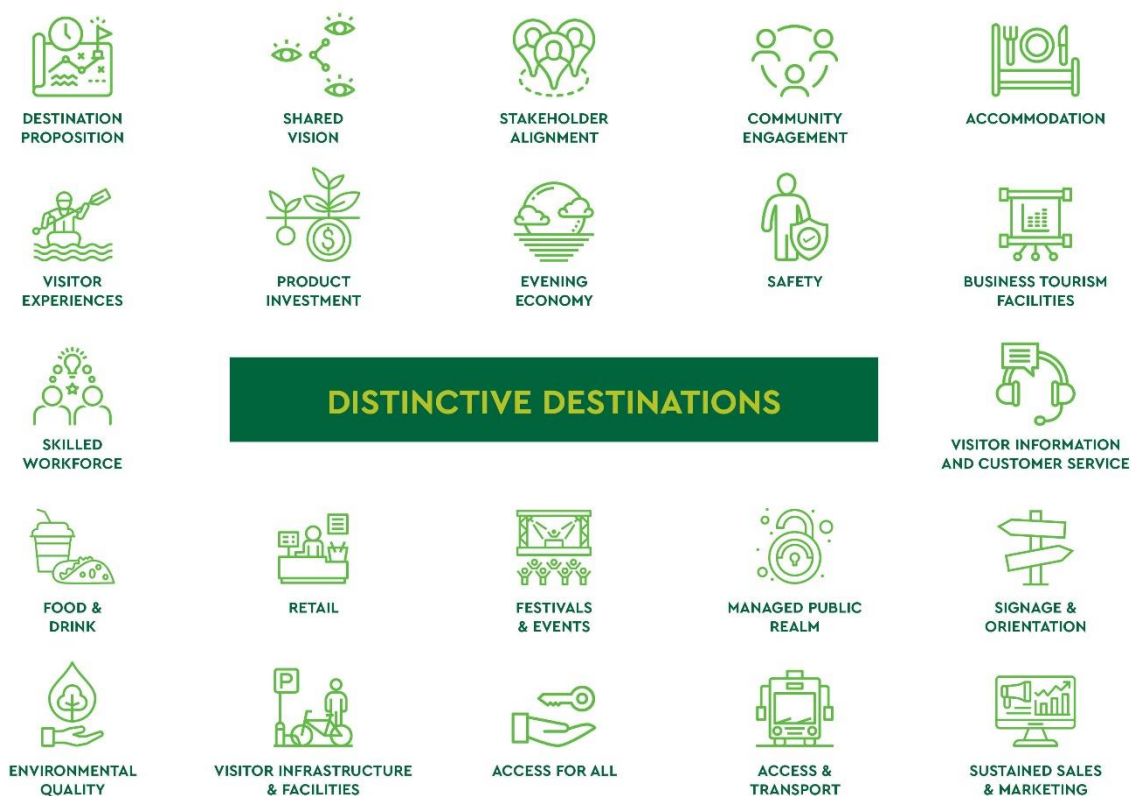 DESTINATION
PROPOSITION
SHARED
VISION
STAKEHOLDER
ALIGNMENT
COMMUNITY
ENGAGEMENT
ACCOMMODATION
VISITOR
EXPERIENCES
$
PRODUCT
INVESTMENT
EVENING
ECONOMY
SAFETY
BUSINESS TOURISM
FACILITIES
SKILLED
WORKFORCE
DISTINCTIVE DESTINATIONS
VISITOR INFORMATION
AND CUSTOMER SERVICE
FOOD &
DRINK
RETAIL
FESTIVALS
& EVENTS
MANAGED PUBLIC
REALM
SIGNAGE &
ORIENTATION
ENVIRONMENTAL
QUALITY
P
VISITOR INFRASTRUCTURE
& FACILITIES
ACCESS FOR ALL
ACCESS &
TRANSPORT
SUSTAINED SALES
& MARKETING